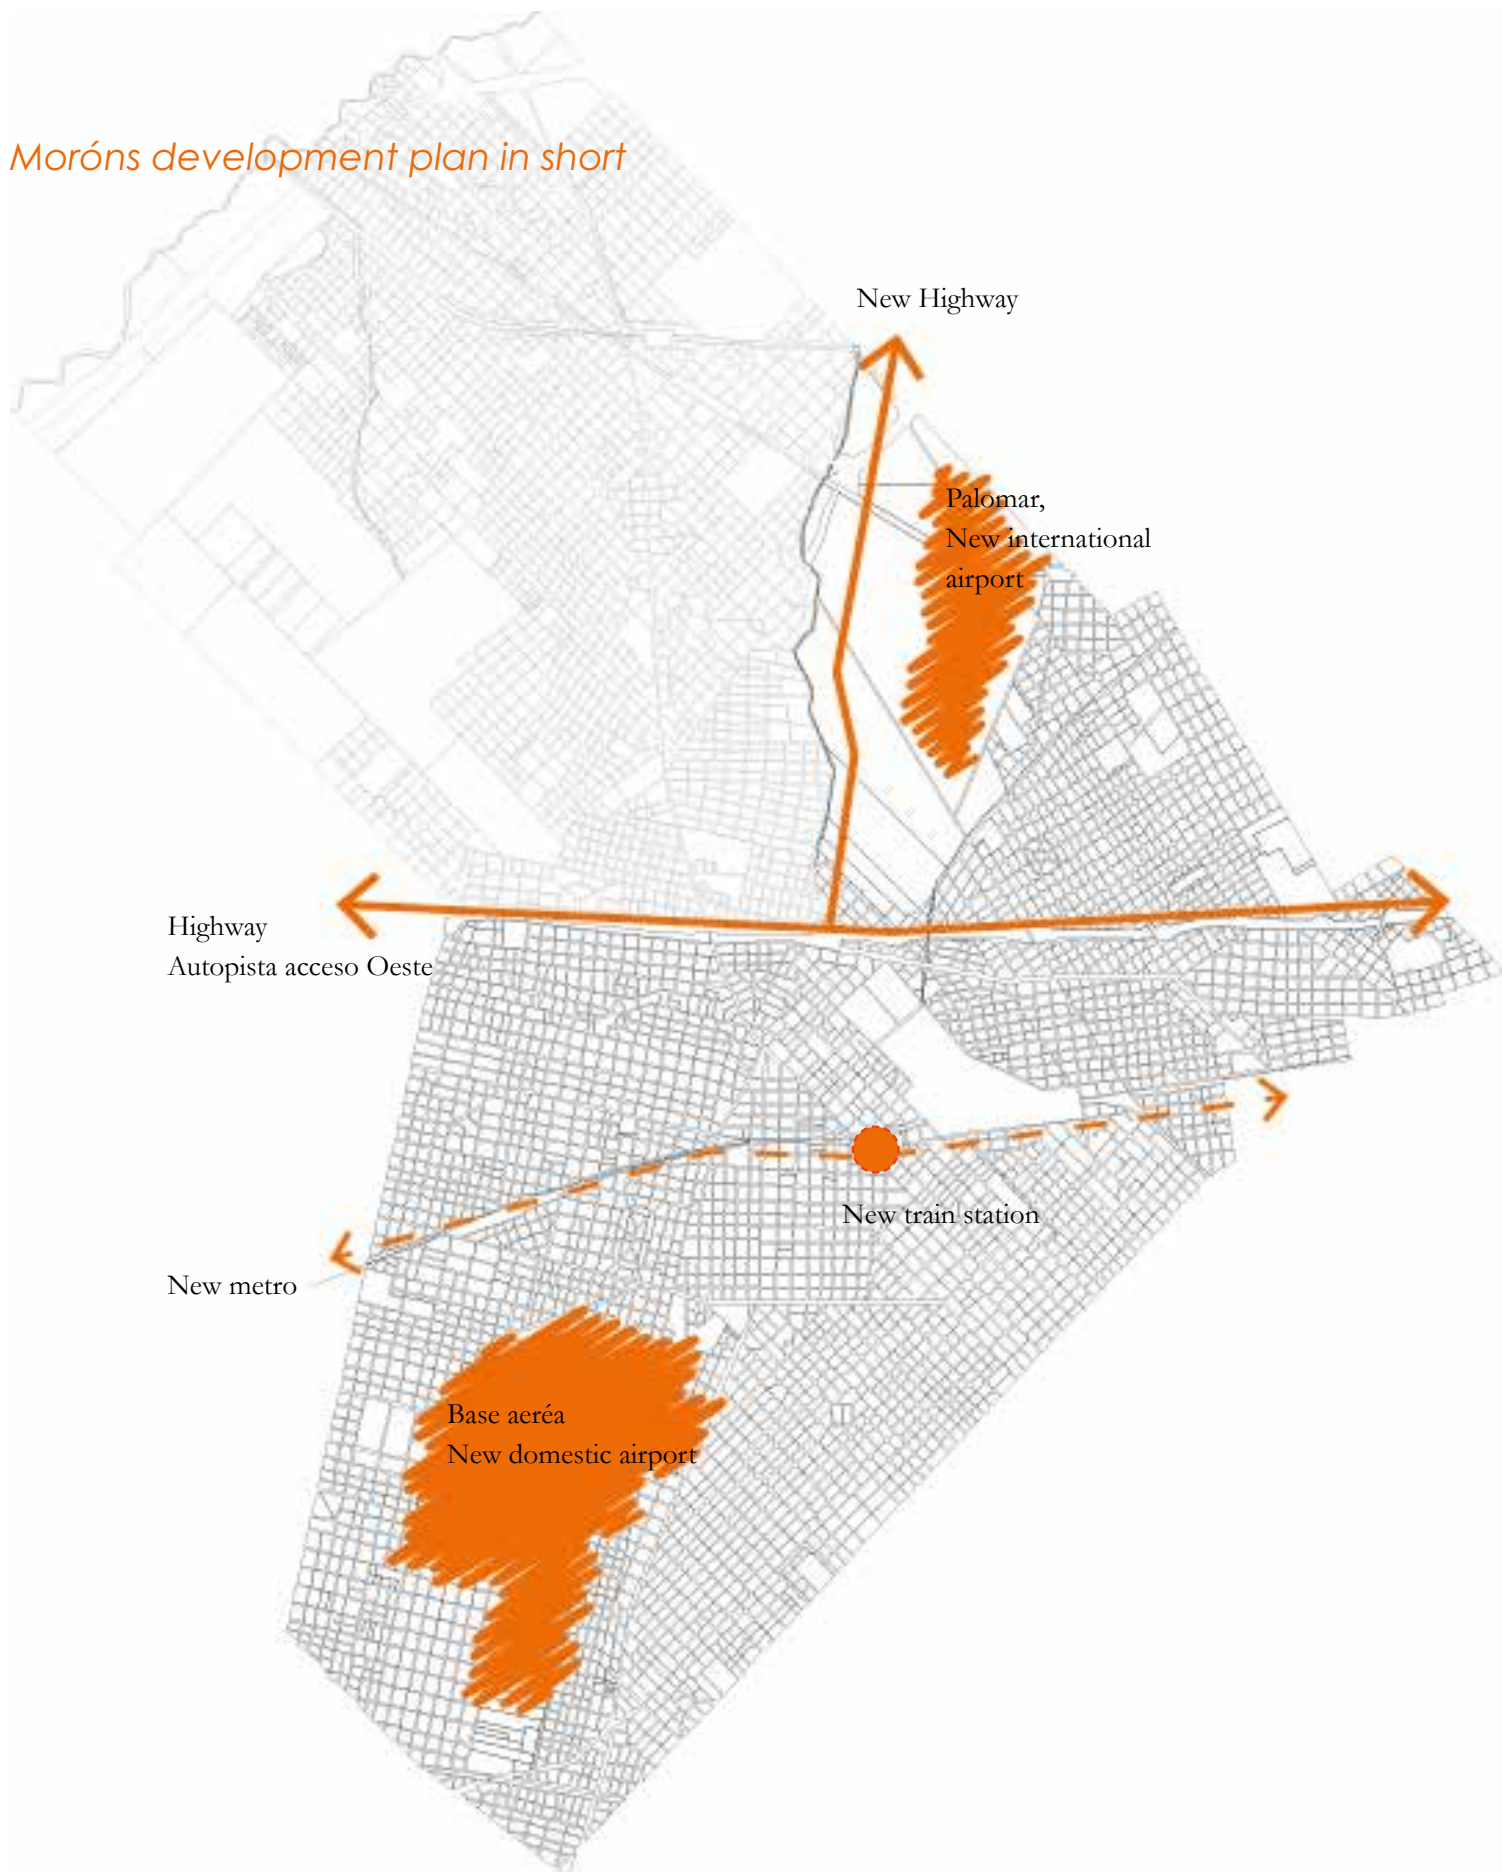 Moróns development plan in short
New Highway
Palomar,
New international
airport
Highway
Autopista acceso Oeste
New train station
New metro
Base aeréa
New domestic airport